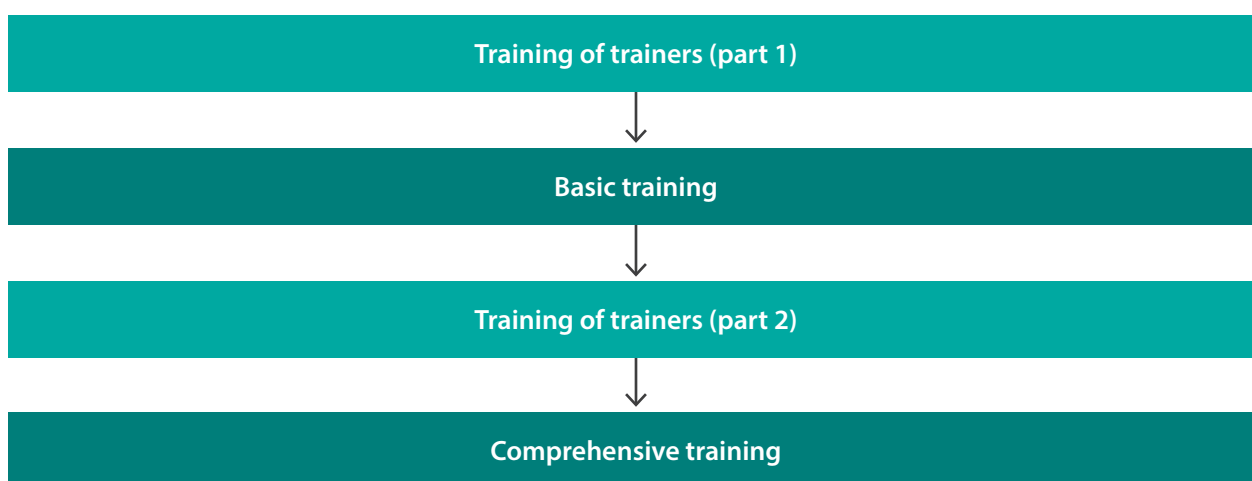 Training of trainers (part 1)
Basic training
Training of trainers (part 2)
Comprehensive training